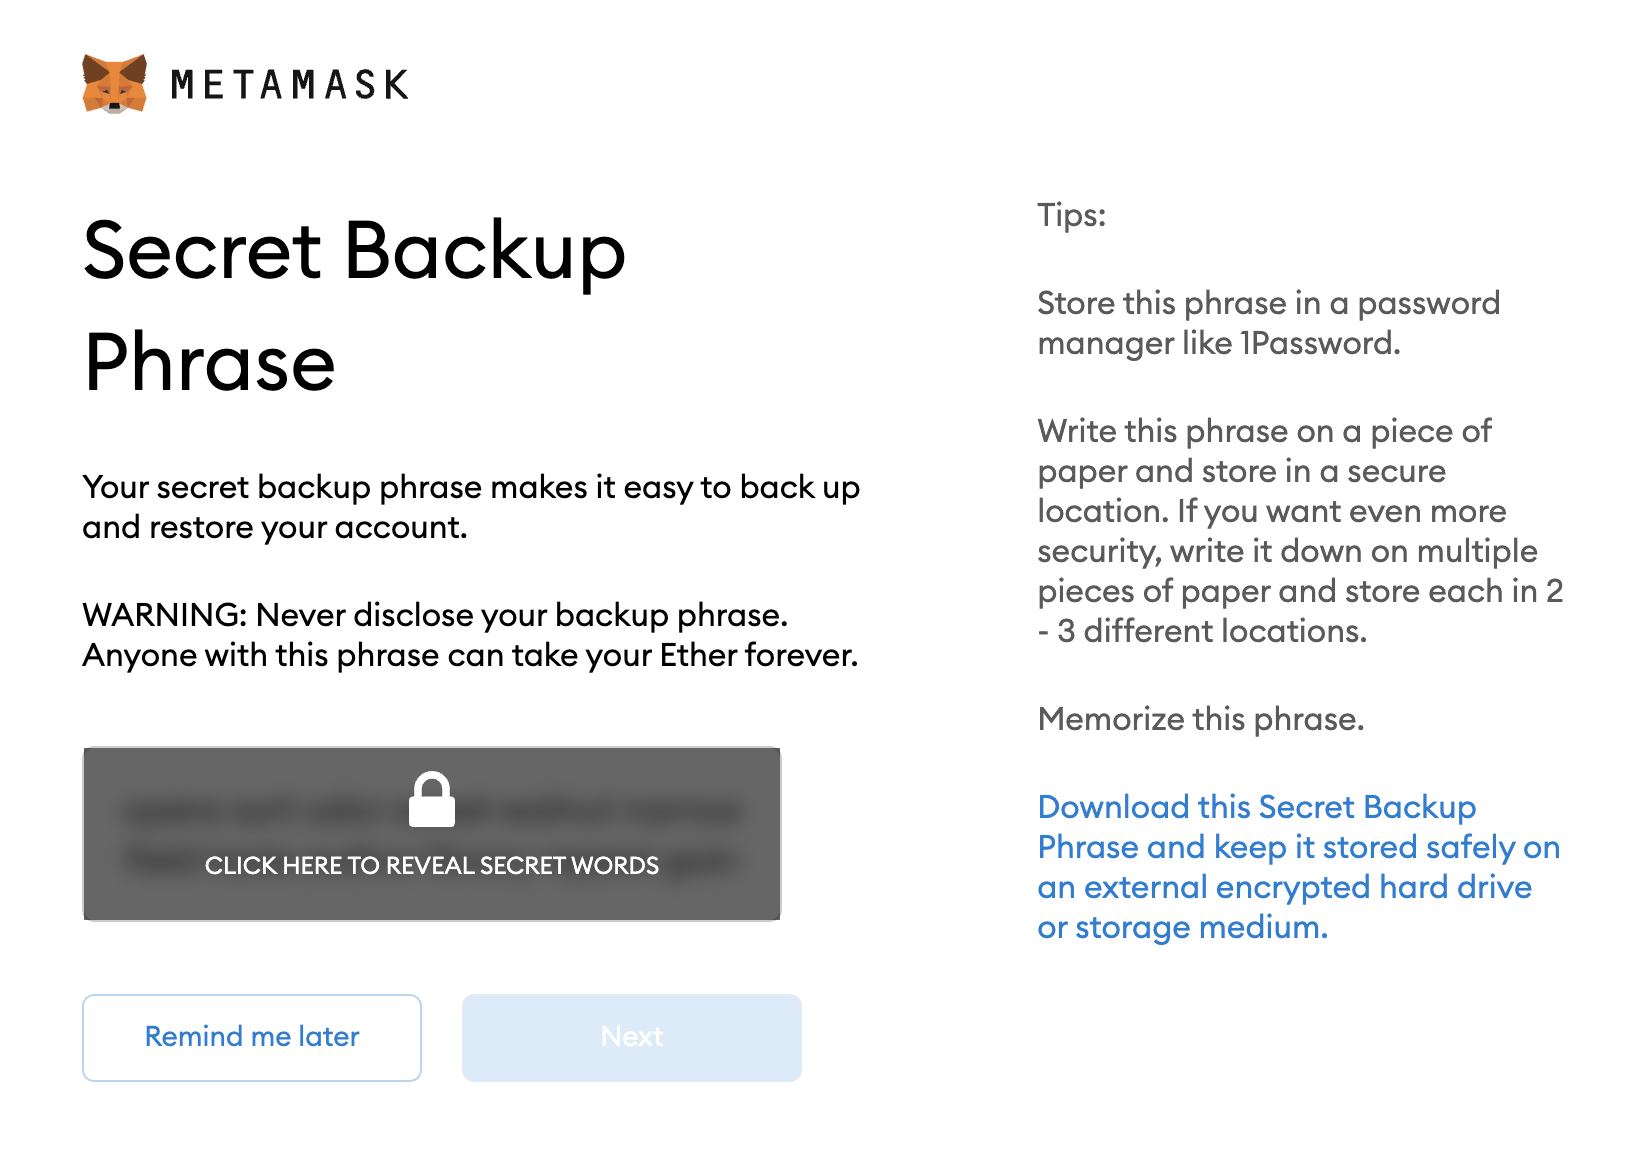 METAMASK
Secret Backup
Phrase
Your secret backup phrase makes it easy to back up
and restore your account.
WARNING: Never disclose your backup phrase.
Anyone with this phrase can take your Ether forever.
CLICK HERE TO REVEAL SECRET WORDS
Remind me later
Next
Tips:
Store this phrase in a password
manager like 1Password.
Write this phrase on a piece of
paper and store in a secure
location. If you want even more
security, write it down on multiple
pieces of paper and store each in 2
- 3 different locations.
Memorize this phrase.
Download this Secret Backup
Phrase and keep it stored safely on
an external encrypted hard drive
or storage medium.